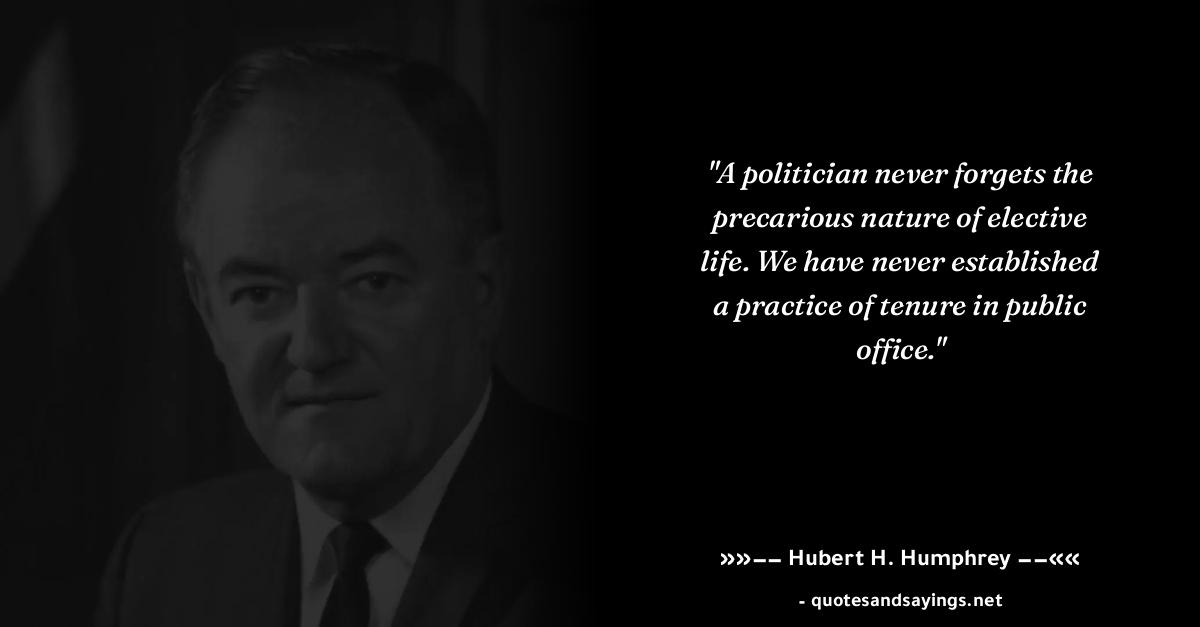 "A politician never forgets the
precarious nature of elective
life. We have never established
a practice of tenure in public
office."
»»–– Hubert H. Humphrey ––««
- quotesandsayings.net